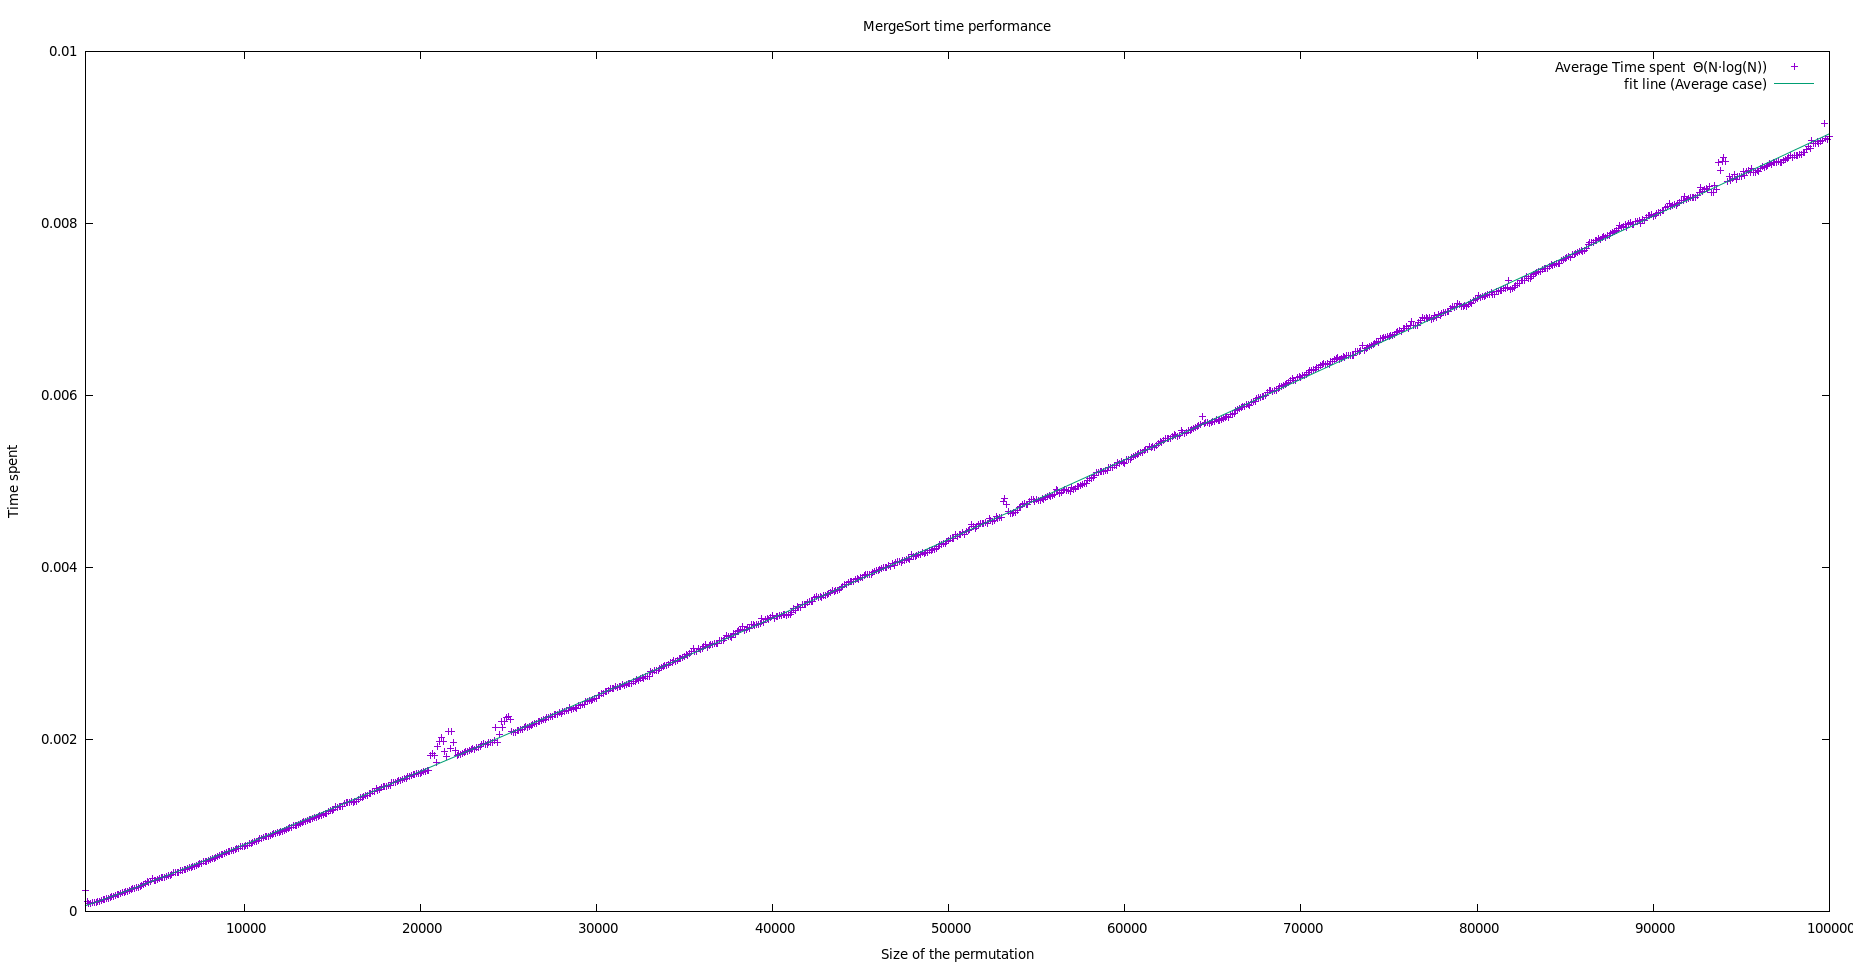 MergeSort time performance
0.01
Average Time spent Θ(N·log(N))
fit line (Average case)
0.008
0.006
Time spent
0.004
0.002
0
10000 20000 30000 40000 50000 60000 70000 80000 90000 100000
Size of the permutation